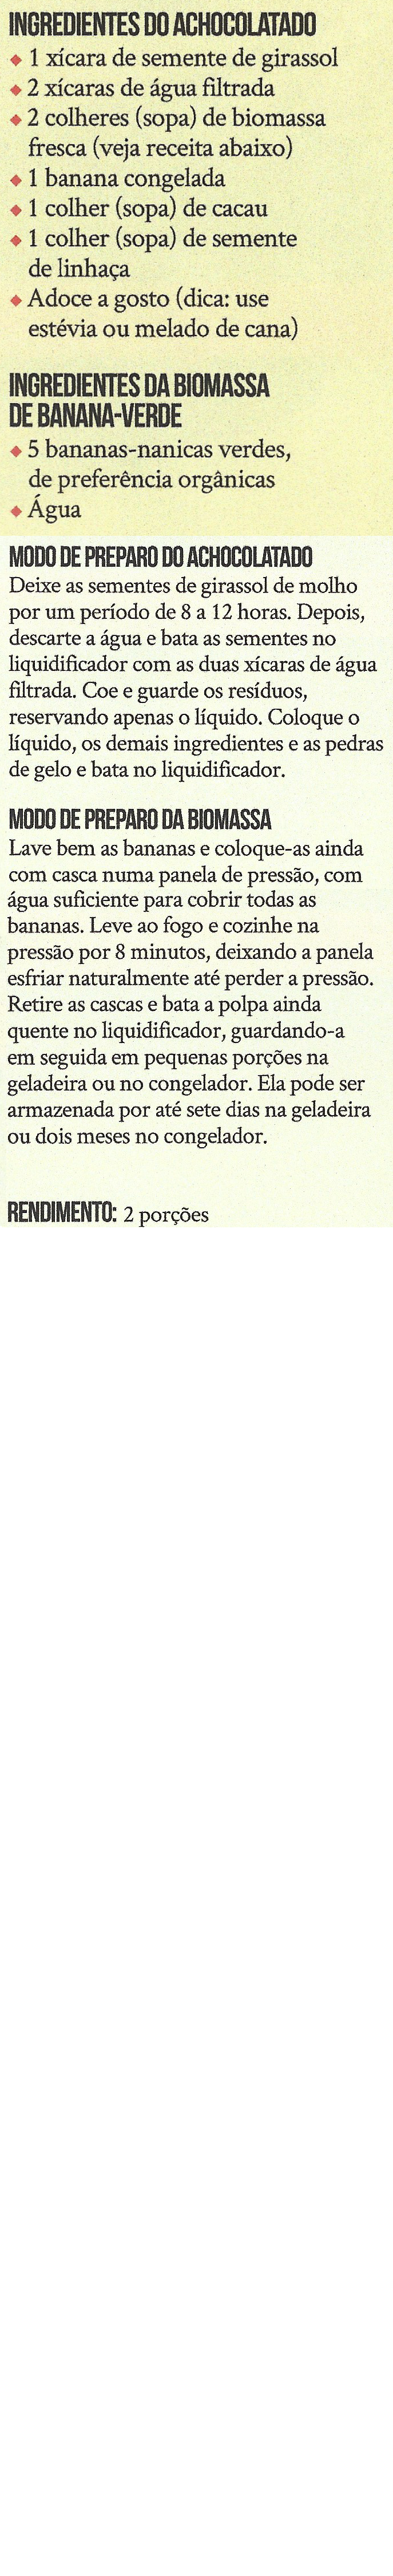 INGREDIENTES DO ACHOCOLATADO
◆ 1 xícara de semente de girassol
◆ 2 xícaras de água filtrada
◆ 2 colheres (sopa) de biomassa
fresca (veja receita abaixo)
◆ 1 banana congelada
◆ 1 colher (sopa) de cacau
◆ 1 colher (sopa) de semente
de linhaça
◆ Adoce a gosto (dica: use
estévia ou melado de cana)
INGREDIENTES DA BIOMASSA
DE BANANA-VERDE
◆ 5 bananas-nanicas verdes,
de preferência orgânicas
◆ Água
MODO DE PREPARO DO ACHOCOLATADO
Deixe as sementes de girassol de molho
por um período de 8 a 12 horas. Depois,
descarte a água e bata as sementes no
liquidificador com as duas xícaras de água
filtrada. Coe e guarde os resíduos,
reservando apenas o líquido. Coloque o
líquido, os demais ingredientes e as pedras
de gelo e bata no liquidificador.
MODO DE PREPARO DA BIOMASSA
Lave bem as bananas e coloque-as ainda
com casca numa panela de pressão, com
água suficiente para cobrir todas as
bananas. Leve ao fogo e cozinhe na
pressão por 8 minutos, deixando a panela
esfriar naturalmente até perder a pressão.
Retire as cascas e bata a polpa ainda
quente no liquidificador, guardando-a
em seguida em pequenas porções na
geladeira ou no congelador. Ela pode ser
armazenada por até sete dias na geladeira
ou dois meses no congelador.
RENDIMENTO: 2 porções